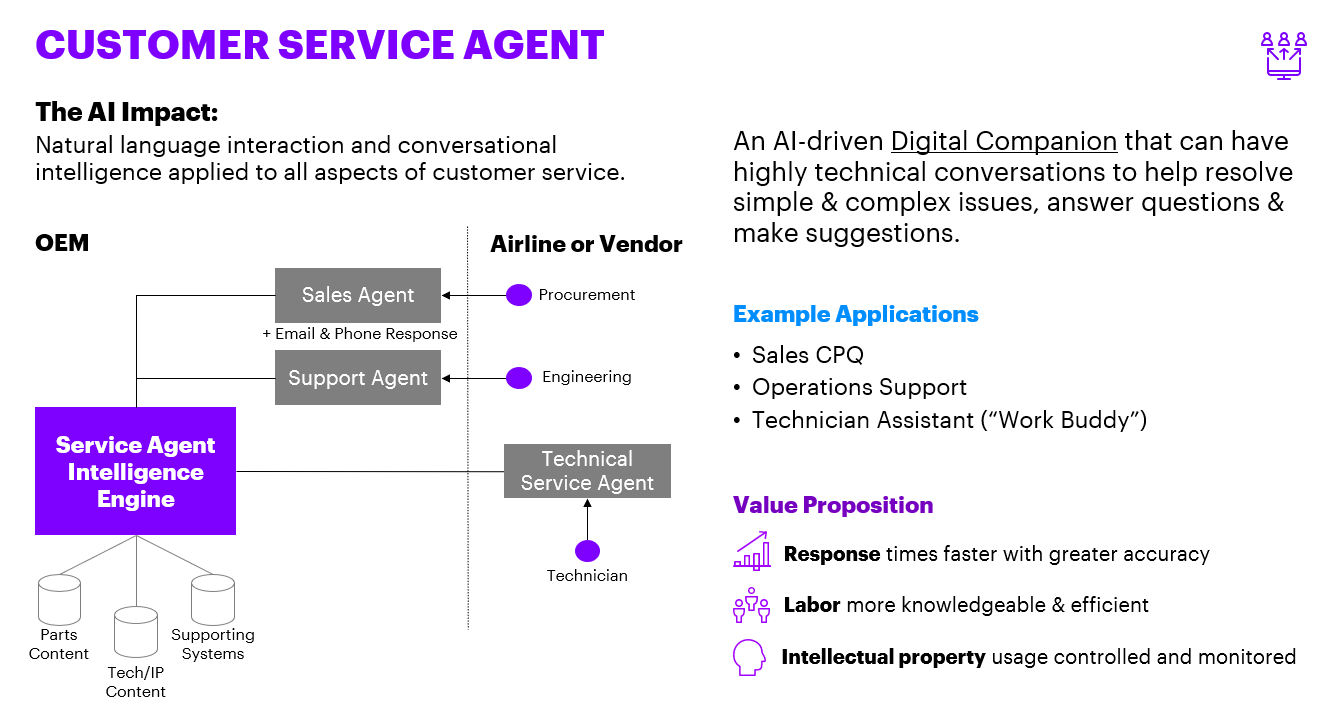 CUSTOMER SERVICE AGENT
The AI Impact:
Natural language interaction and conversational
intelligence applied to all aspects of customer service.
OEM
Airline or Vendor
Sales Agent
Procurement
+ Email & Phone Response
Support Agent
Engineering
Service Agent
Intelligence
Engine
Technical
Service Agent
Technician
Parts
Content
Tech/IP
Content
Supporting
Systems
An AI-driven Digital Companion that can have
highly technical conversations to help resolve
simple & complex issues, answer questions &
make suggestions.
Example Applications
• Sales CPQ
• Operations Support
• Technician Assistant (“Work Buddy”)
Value Proposition
Response times faster with greater accuracy
Labor more knowledgeable & efficient
Intellectual property usage controlled and monitored